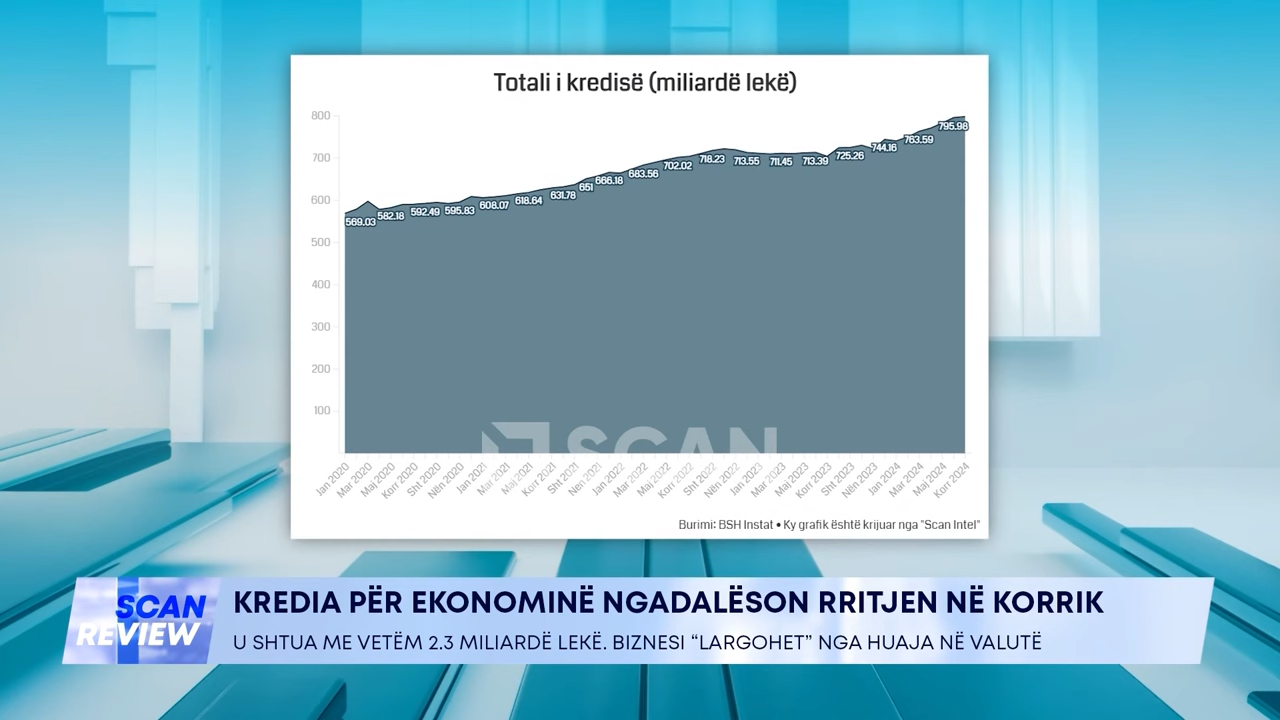 Totali i kredisë (miliardë lekë)
800
700
600
500
400
300
200
100
569.03 582.18 592.49 595.83 608.07 618.64 631.78 651 666.18 683.56 702.02 718.23 713.55 711.45 713.39 725.26 744.16 763.59 795.98
SCAN
Jan 2020 Mar 2020 Maj 2020 Korr 2020 Sht 2020 Nën 2020 Jan 2021 Mar 2021 Maj 2021 Korr 2021 Sht 2021 Nën 2021 Jan 2022 Mar 2022 Maj 2022 Korr 2022 Sht 2022 Nën 2022 Jan 2023 Mar 2023 Maj 2023 Korr 2023 Sht 2023 Nën 2023 Jan 2024 Mar 2024 Maj 2024 Korr 2024
Burimi: BSH Instat • Ky grafik është krijuar nga "Scan Intel"
SCAN
REVIEW
KREDIA PËR EKONOMINË NGADALËSON RRITJEN NË KORRIK
U SHTUA ME VETËM 2.3 MILIARDË LEKË. BIZNESI “LARGOHET” NGA HUAJA NË VALUTË